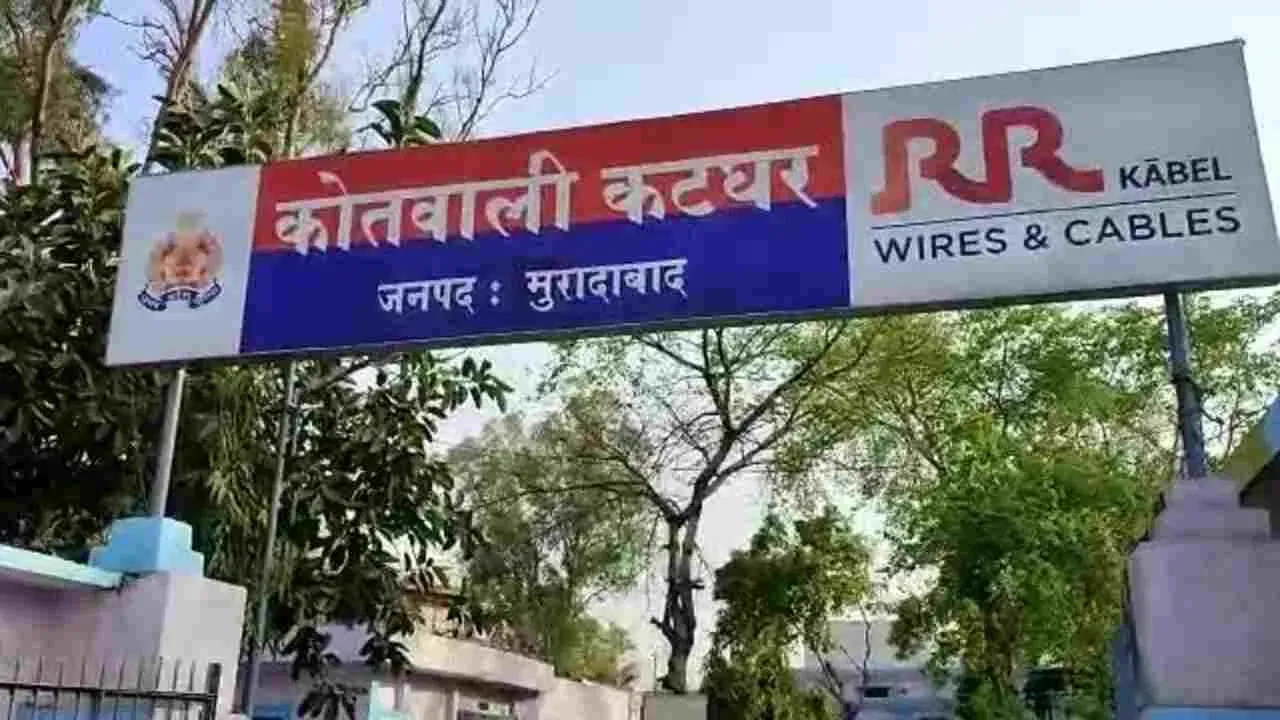 कोतवाली कटघर
जनपद : मुरादाबाद
RR KĀBEL
WIRES & CABLES